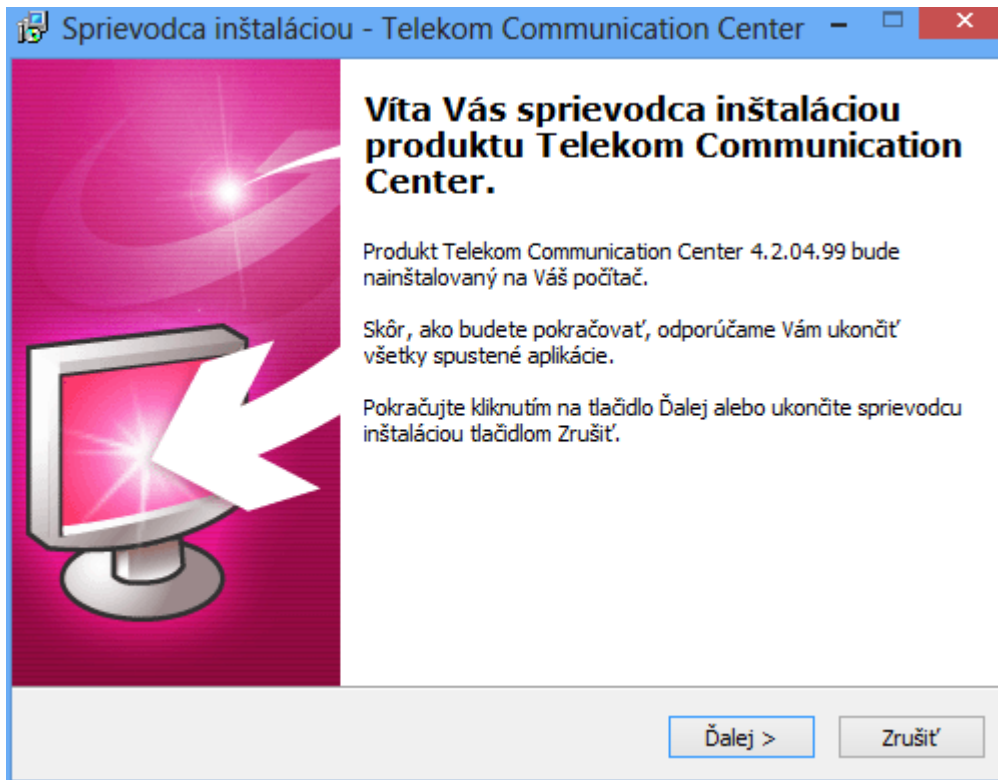 Sprievodca inštaláciou - Telekom Communication Center
Víta Vás sprievodca inštaláciou
produktu Telekom Communication
Center.
Produkt Telekom Communication Center 4.2.04.99 bude
nainštalovaný na Váš počítač.
Skôr, ako budete pokračovať, odporúčame Vám ukončiť
všetky spustené aplikácie.
Pokračujte kliknutím na tlačidlo Ďalej alebo ukončite sprievodcu
inštaláciou tlačidlom Zrušiť.
Ďalej >
Zrušiť